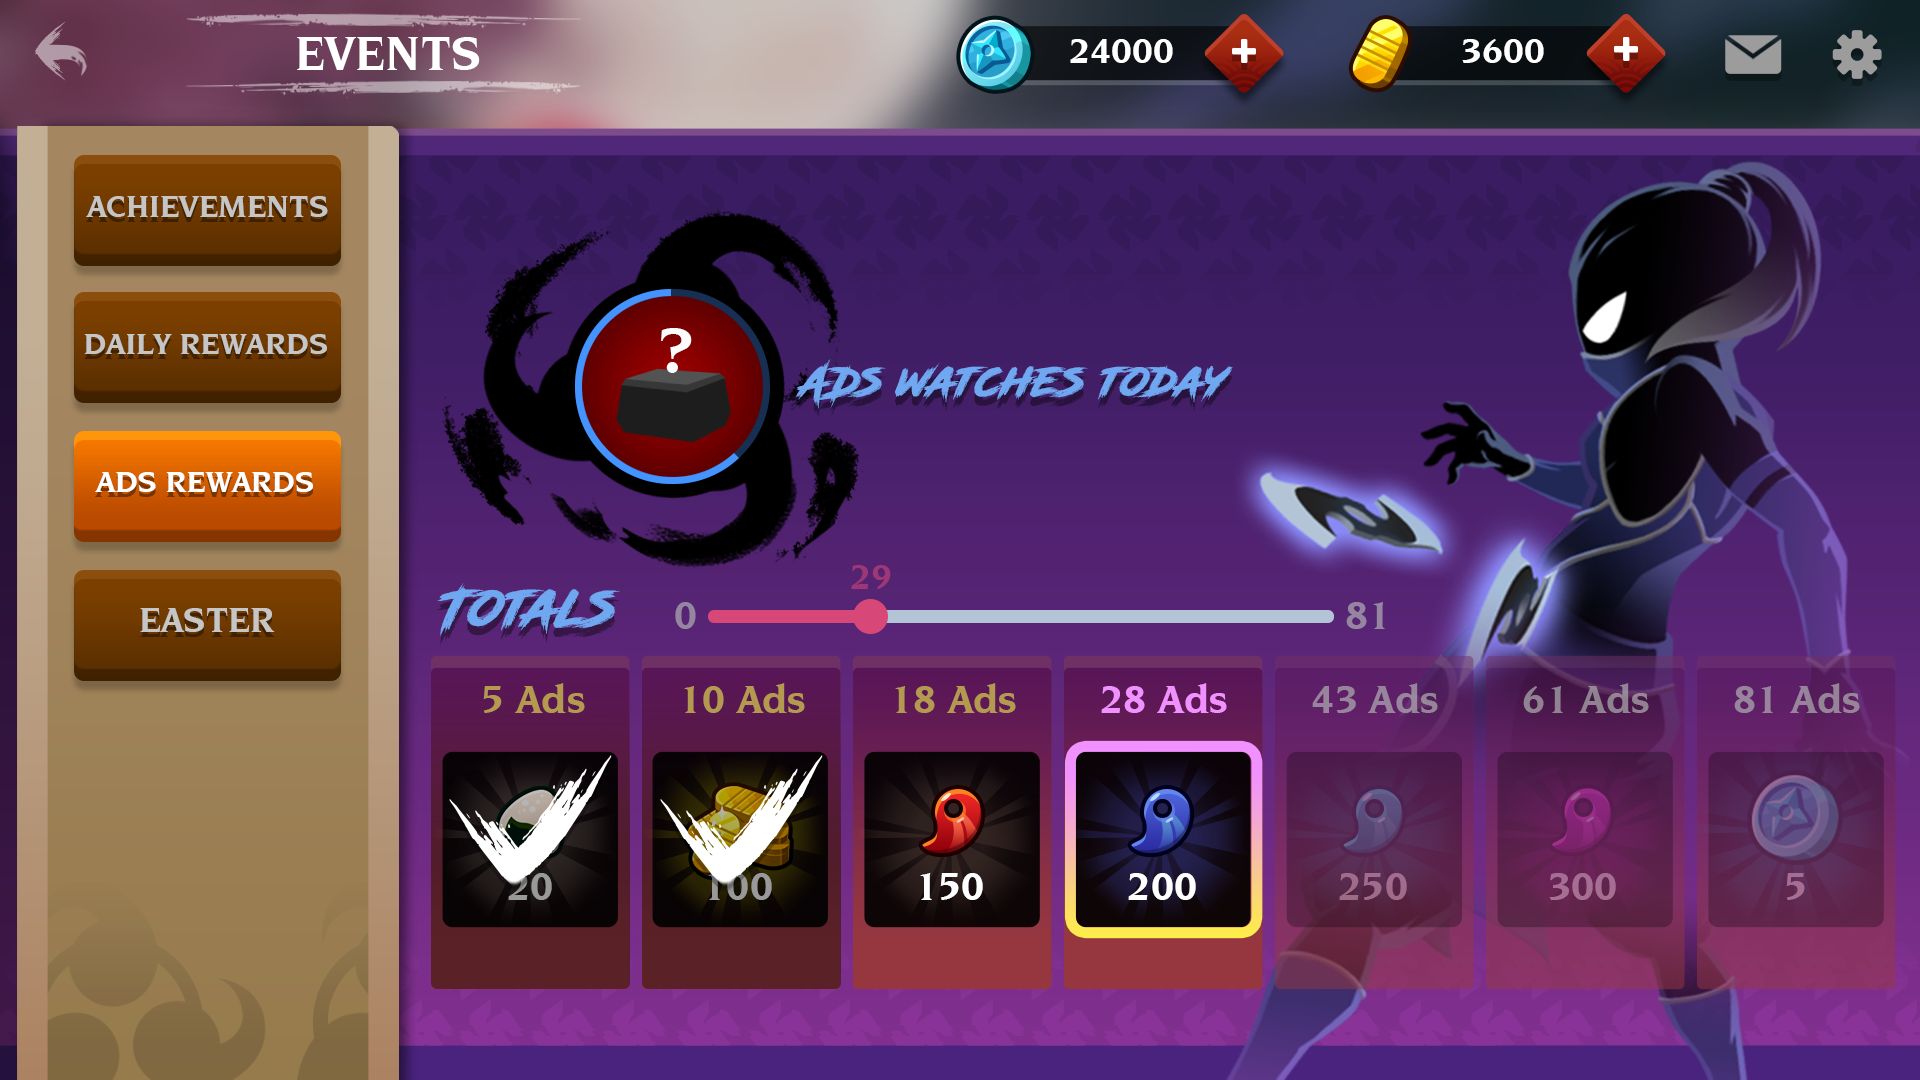 EVENTS
24000
+
3600
+
ACHIEVEMENTS
DAILY REWARDS
ADS REWARDS
EASTER
?
ADS WATCHES TODAY
TOTALS
0
29
81
5 Ads
10 Ads
18 Ads
28 Ads
43 Ads
61 Ads
81 Ads
20
100
150
200
250
300
5